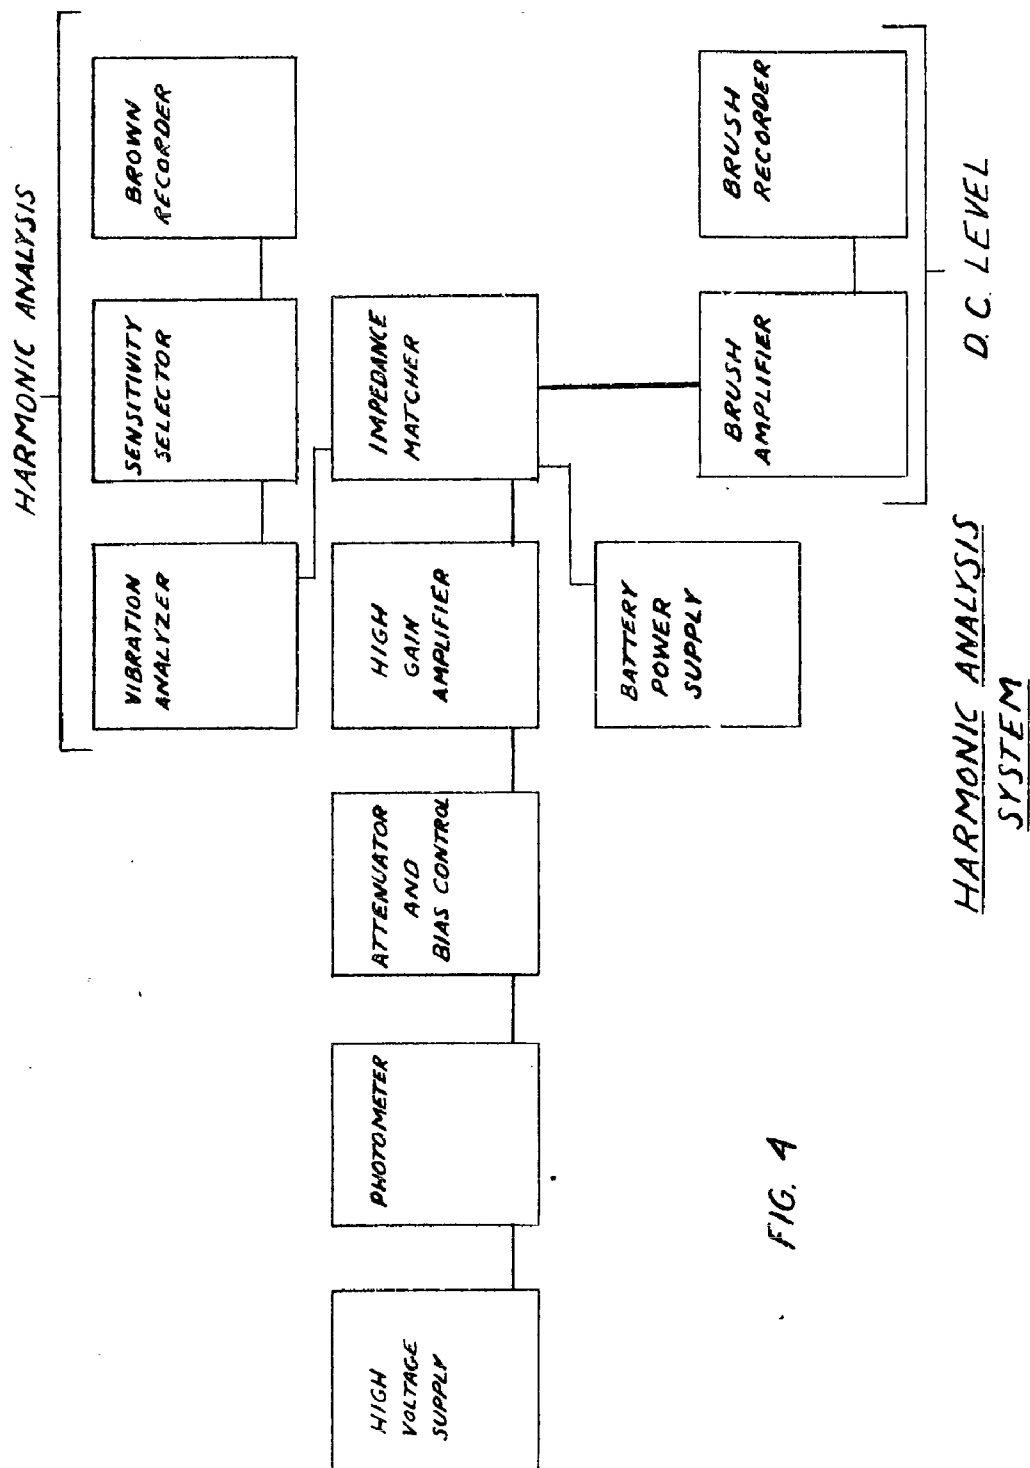 HARMONIC ANALYSIS
VIBRATION
ANALYZER
SENSITIVITY
SELECTOR
BROWN
RECORDER
HIGH
VOLTAGE
SUPPLY
PHOTOMETER
ATTENUATOR
AND
BIAS CONTROL
HIGH
GAIN
AMPLIFIER
IMPEDANCE
MATCHER
BATTERY
POWER
SUPPLY
BRUSH
AMPLIFIER
BRUSH
RECORDER
D.C. LEVEL
FIG. 4
HARMONIC ANALYSIS
SYSTEM